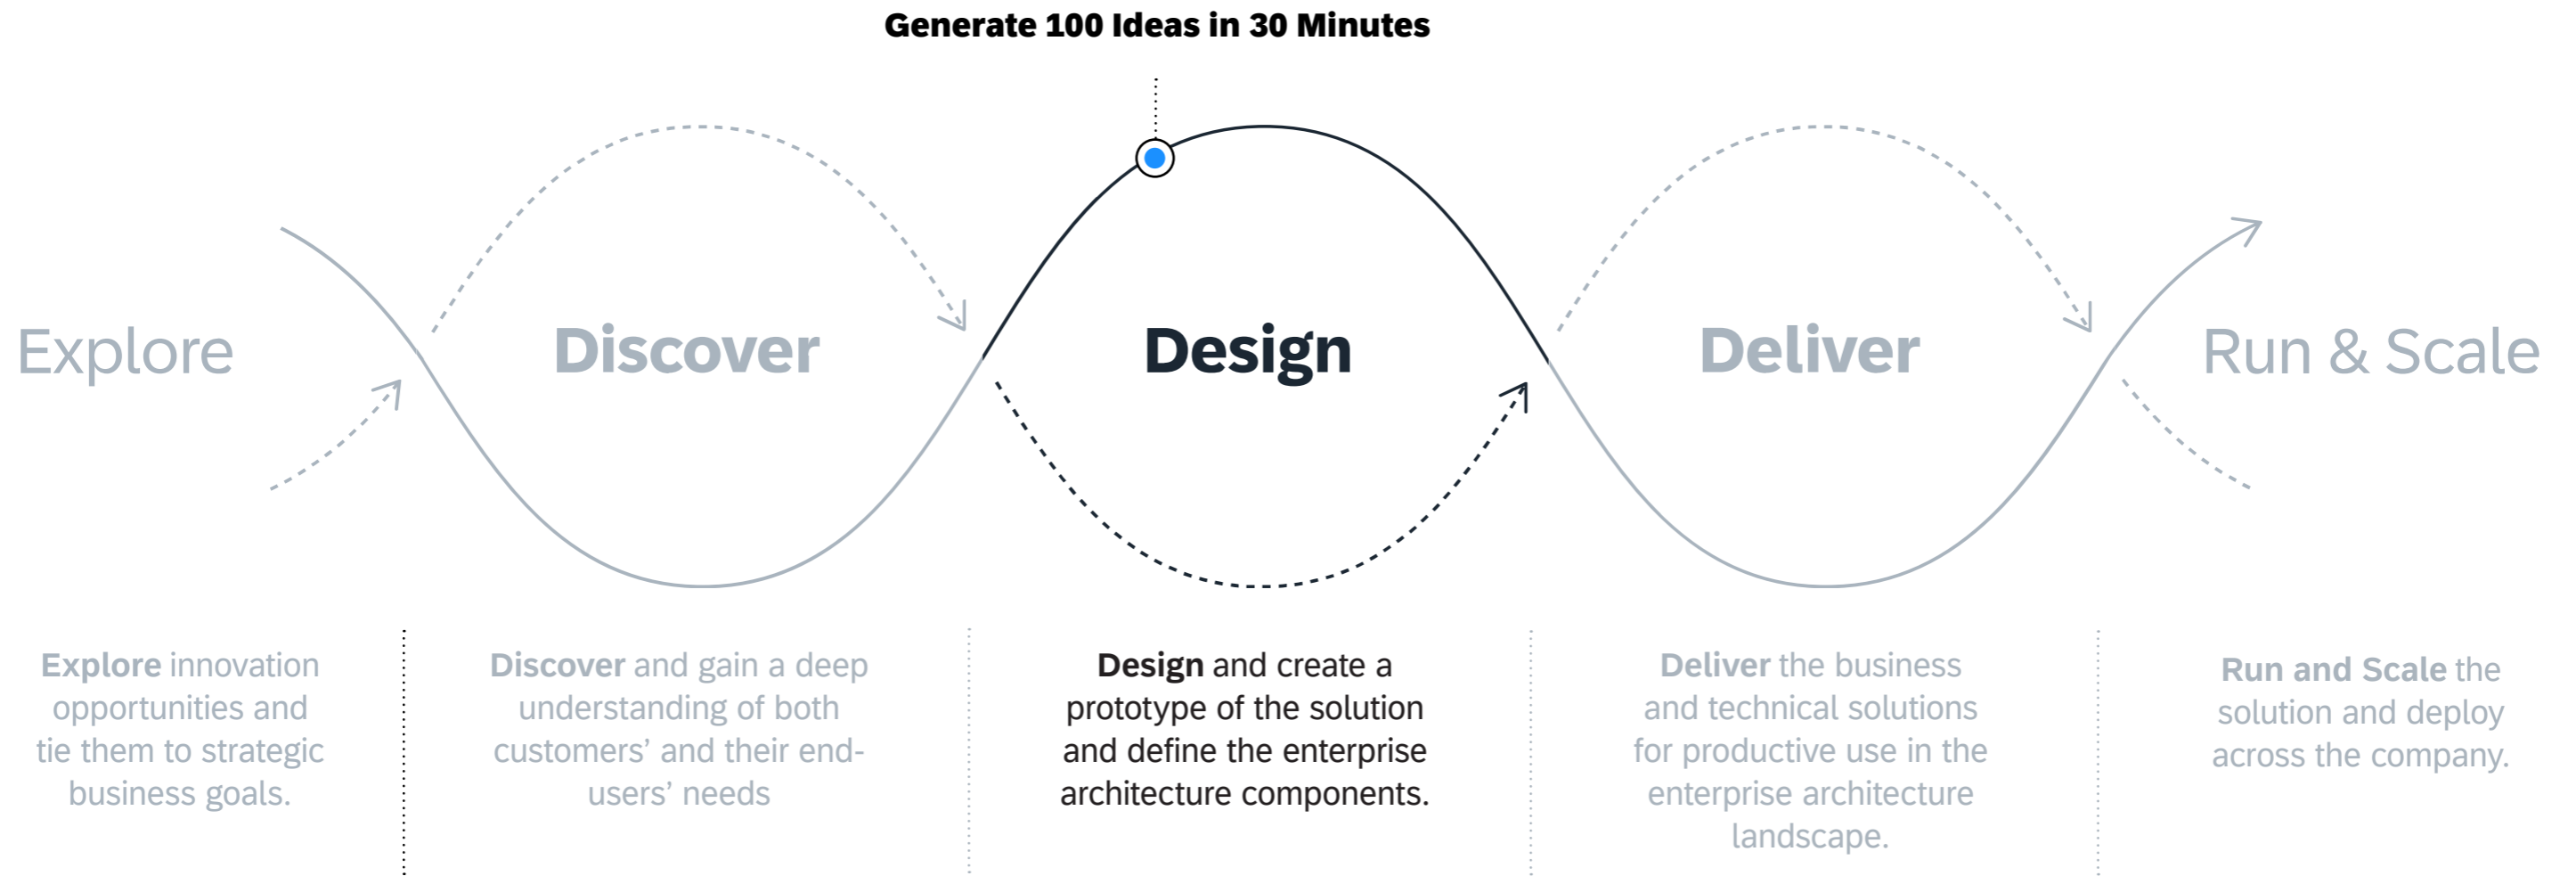 Generate 100 Ideas in 30 Minutes
Explore
Discover
Design
Deliver
Run & Scale
Explore innovation
opportunities and
tie them to strategic
business goals.
Discover and gain a deep
understanding of both
customers’ and their end-
users’ needs
Design and create a
prototype of the solution
and define the enterprise
architecture components.
Deliver the business
and technical solutions
for productive use in the
enterprise architecture
landscape.
Run and Scale the
solution and deploy
across the company.